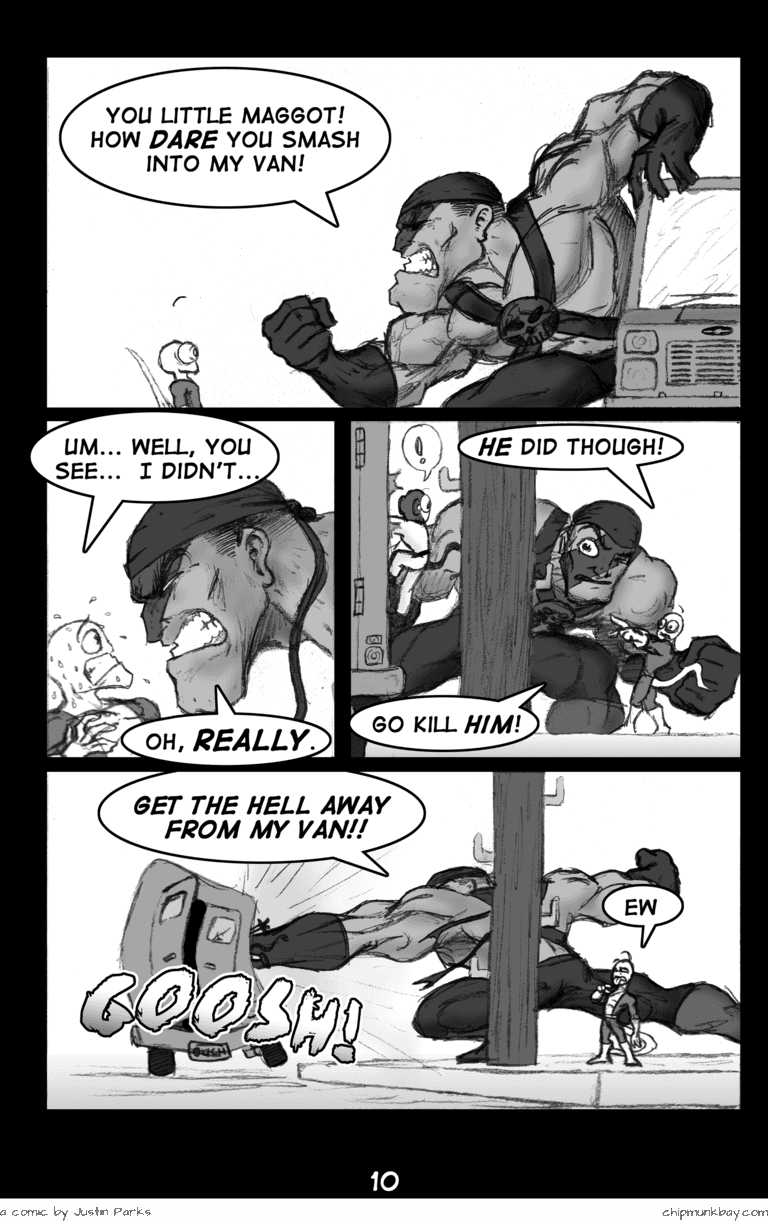 YOU LITTLE MAGGOT!
HOW DARE YOU SMASH
INTO MY VAN!
UM... WELL, YOU
SEE... I DIDN'T...
OH, REALLY.
!
HE DID THOUGH!
GO KILL HIM!
GET THE HELL AWAY
FROM MY VAN!!
EW
GOOSH!
10
a comic by Justin Parks
chipmunkbay.com